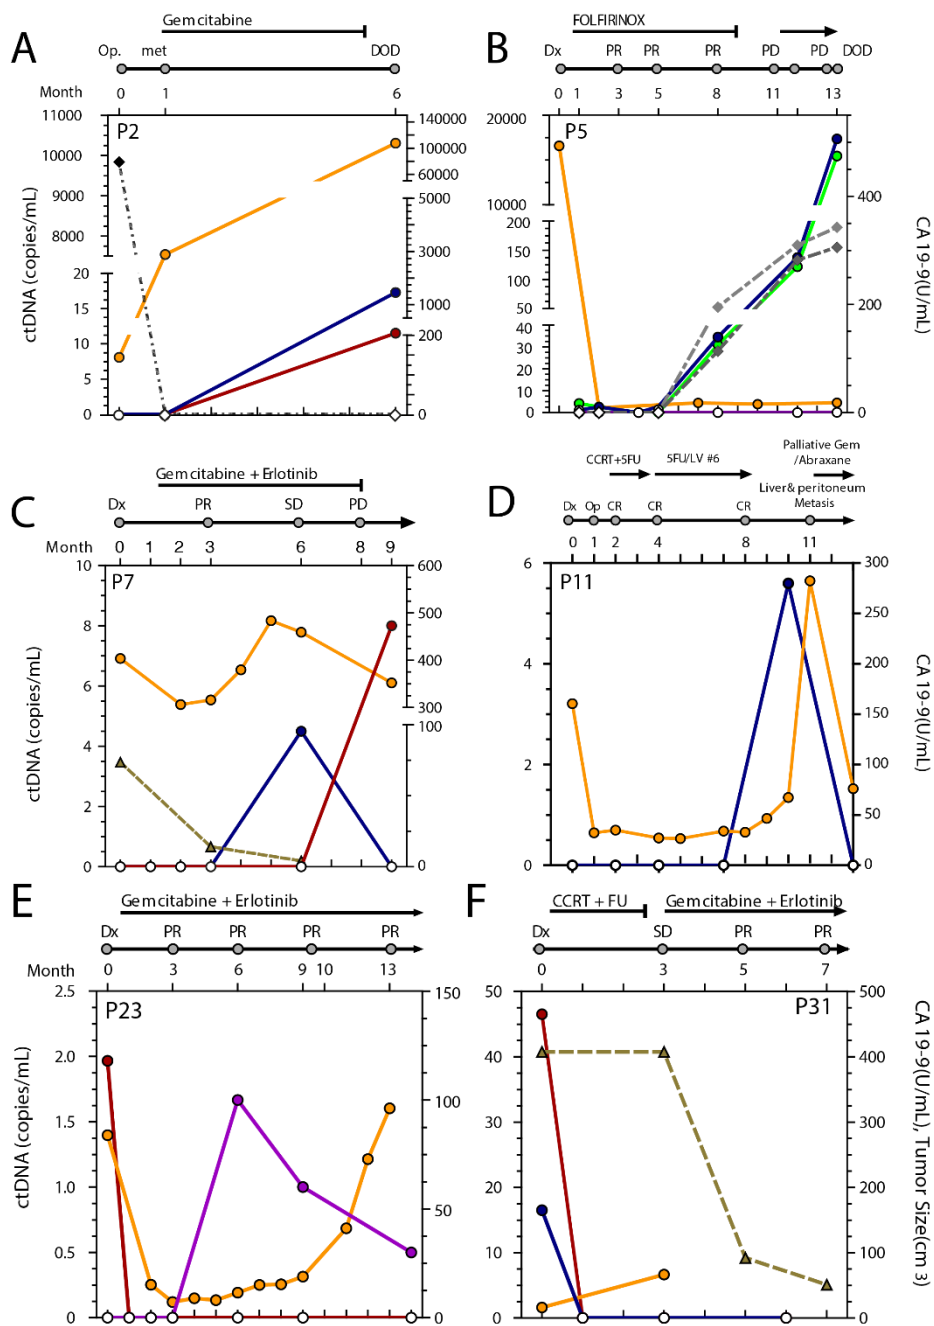 A
Gemcitabine
Op. met DOD
Month 0 1 6
P2
11000
10000
9000
8000
20
15
10
5
0
ctDNA (copies/mL)
140000
100000
60000
5000
3000
1000
200
0
B
FOLFIRINOX
Dx PR PR PR PD PD DOD
0 1 3 5 8 11 13
P5
20000
10000
200
150
100
50
40
30
20
10
0
400
200
0
CA 19-9(U/mL)
C
Gemcitabine + Erlotinib
Dx PR SD PD
Month 0 1 2 3 6 8 9
P7
10
8
6
4
2
0
ctDNA (copies/mL)
600
500
400
300
100
0
D
CCRT+5FU 5FU/LV #6
Palliative Gem
/Abraxane
Liver& peritoneum
Metasis
Dx Op CR CR CR
0 1 2 4 8 11
P11
6
4
2
0
300
250
200
150
100
50
0
CA 19-9(U/mL)
E
Gemcitabine + Erlotinib
Dx PR PR PR PR
Month 0 3 6 9 10 13
P23
2.5
2.0
1.5
1.0
0.5
0
ctDNA (copies/mL)
150
100
50
0
F
CCRT + FU Gemcitabine + Erlotinib
Dx SD PR PR
0 3 5 7
P31
50
40
30
20
10
0
500
400
300
200
100
0
CA 19-9(U/mL), Tumor Size(cm 3)